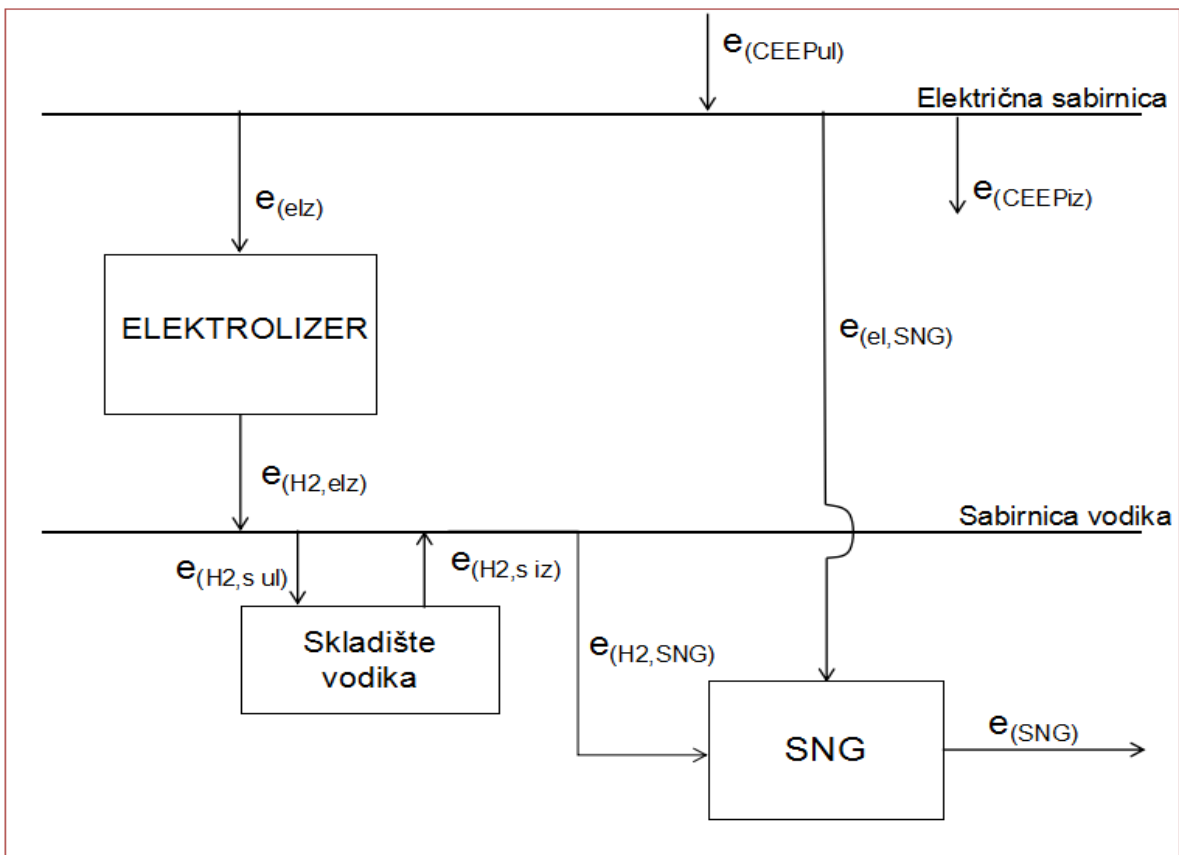 e(CEEPul)
Električna sabirnica
e(elz)
e(CEEPiz)
ELEKTROLIZER
e(el,SNG)
e(H2,elz)
Sabirnica vodika
e(H2,s ul)
e(H2,s iz)
Skladište
vodika
e(H2,SNG)
SNG
e(SNG)